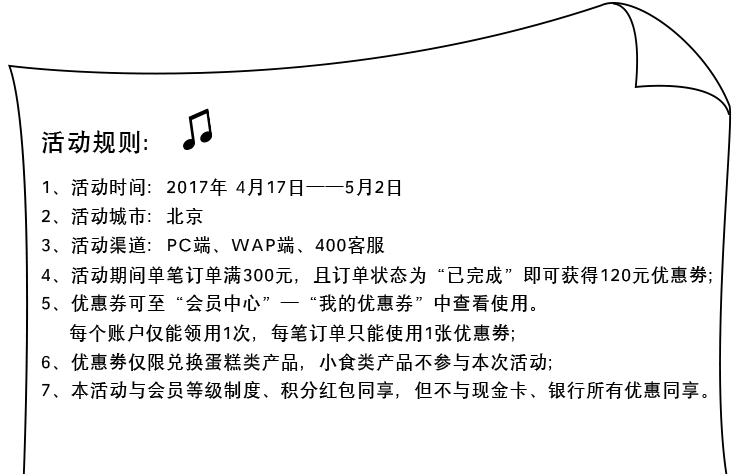 活动规则:
1、活动时间: 2017年 4月17日——5月2日
2、活动城市: 北京
3、活动渠道: PC端、WAP端、400客服
4、活动期间单笔订单满300元，且订单状态为“已完成”即可获得120元优惠券;
5、优惠券可至“会员中心”—“我的优惠券”中查看使用。
每个账户仅能领用1次，每笔订单只能使用1张优惠券;
6、优惠券仅限兑换蛋糕类产品，小食类产品不参与本次活动;
7、本活动与会员等级制度、积分红包同享，但不与现金卡、银行所有优惠同享。